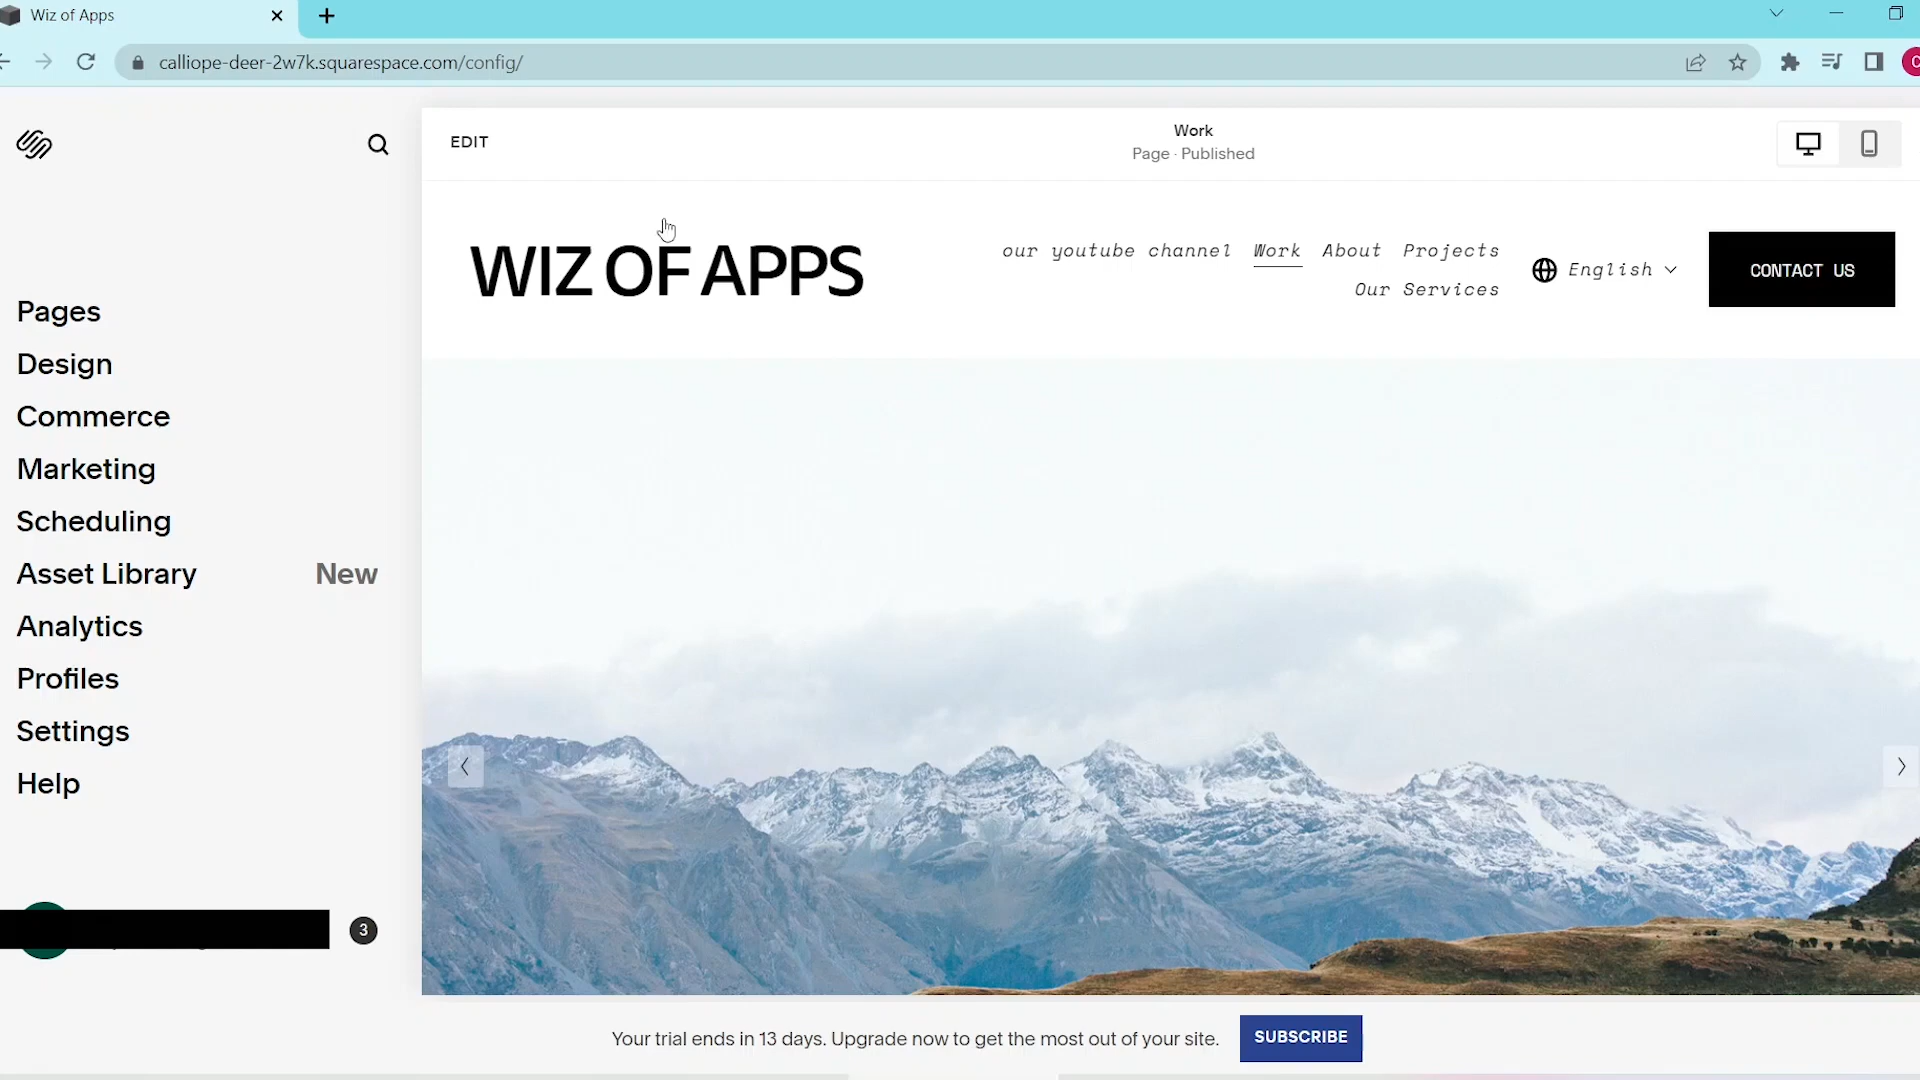 Wiz of Apps
calliope-deer-2w7k.squarespace.com/config/
C
EDIT
Work
Page · Published
WIZ OF APPS
our youtube channel Work About Projects
Our Services
English
CONTACT US
Pages
Design
Commerce
Marketing
Scheduling
Asset Library New
Analytics
Profiles
Settings
Help
3
Your trial ends in 13 days. Upgrade now to get the most out of your site.
SUBSCRIBE